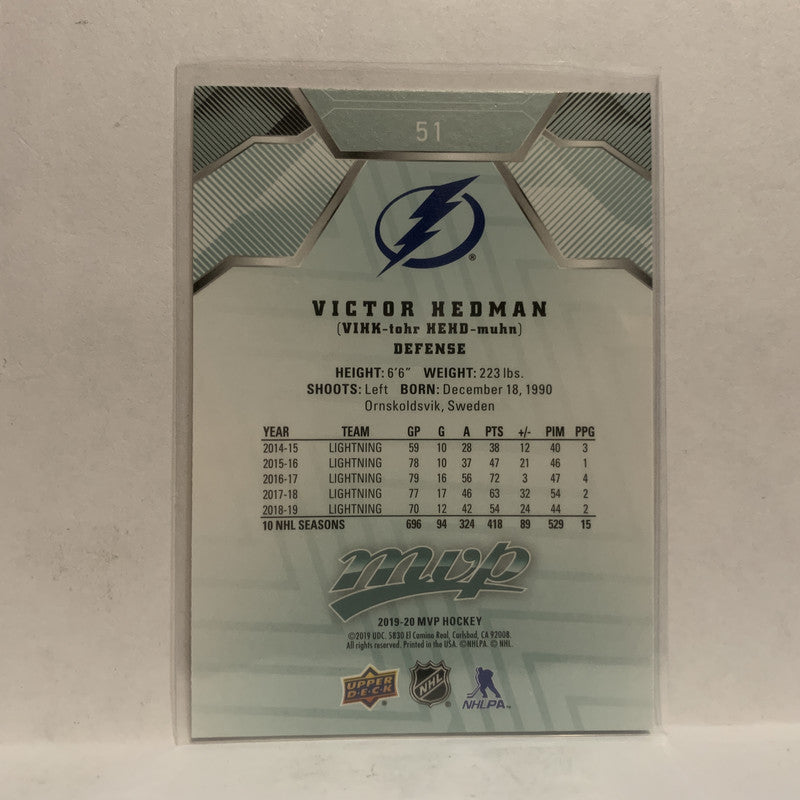 51
®
VICTOR HEDMAN
(VIHK-tohr HEHD-muhn)
DEFENSE
HEIGHT: 6'6" WEIGHT: 223 lbs.
SHOOTS: Left BORN: December 18, 1990
Ornskoldsvik, Sweden
YEAR TEAM GP G A PTS +/- PIM PPG
2014-15 LIGHTNING 59 10 28 38 12 40 3
2015-16 LIGHTNING 78 10 37 47 21 46 1
2016-17 LIGHTNING 79 16 56 72 3 47 4
2017-18 LIGHTNING 77 17 46 63 32 54 2
2018-19 LIGHTNING 70 12 42 54 24 44 2
10 NHL SEASONS 696 94 324 418 89 529 15
mvp
2019-20 MVP HOCKEY
©2019 UDC. 5830 El Camino Real, Carlsbad, CA 92008.
All rights reserved. Printed in the USA. ©NHLPA. © NHL.
UPPER DECK® NHL® NHLPA™